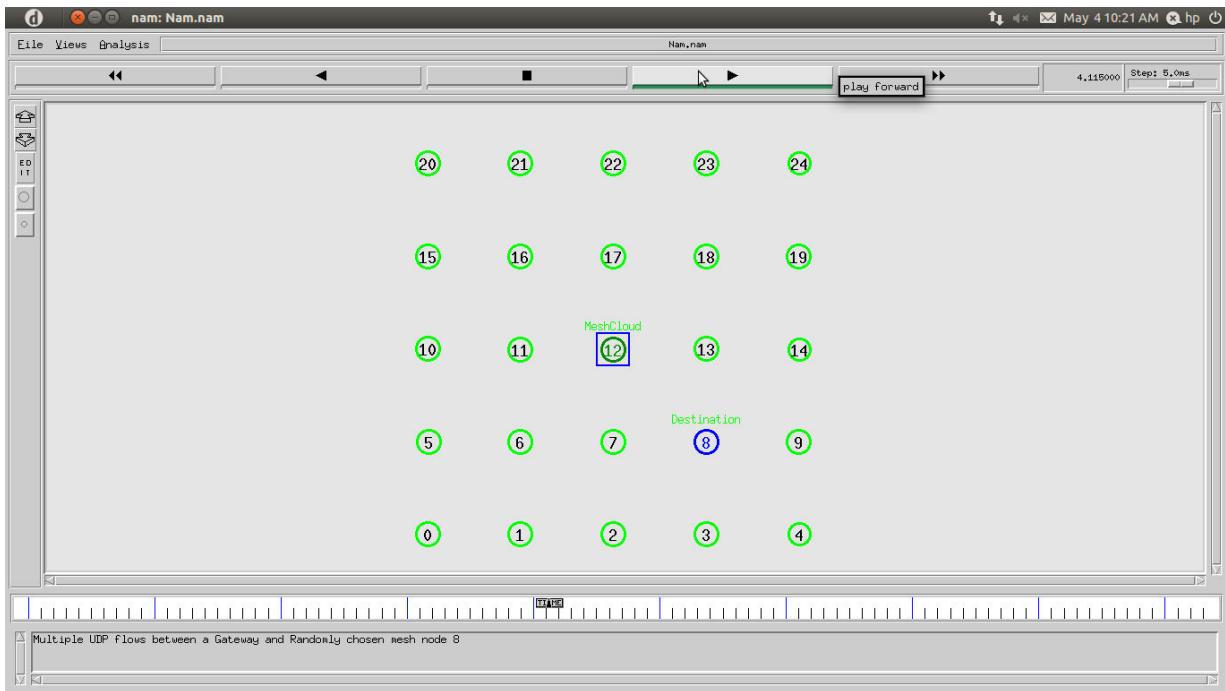 nam: Nam.nam
May 4 10:21 AM hp
File Views Analysis Nam.nam
4.115000 Step: 5.0ms
play forward
ED
IT
20 21 22 23 24
15 16 17 18 19
MeshCloud
10 11 12 13 14
Destination
5 6 7 8 9
0 1 2 3 4
TIME
Multiple UDP flows between a Gateway and Randomly chosen mesh node 8